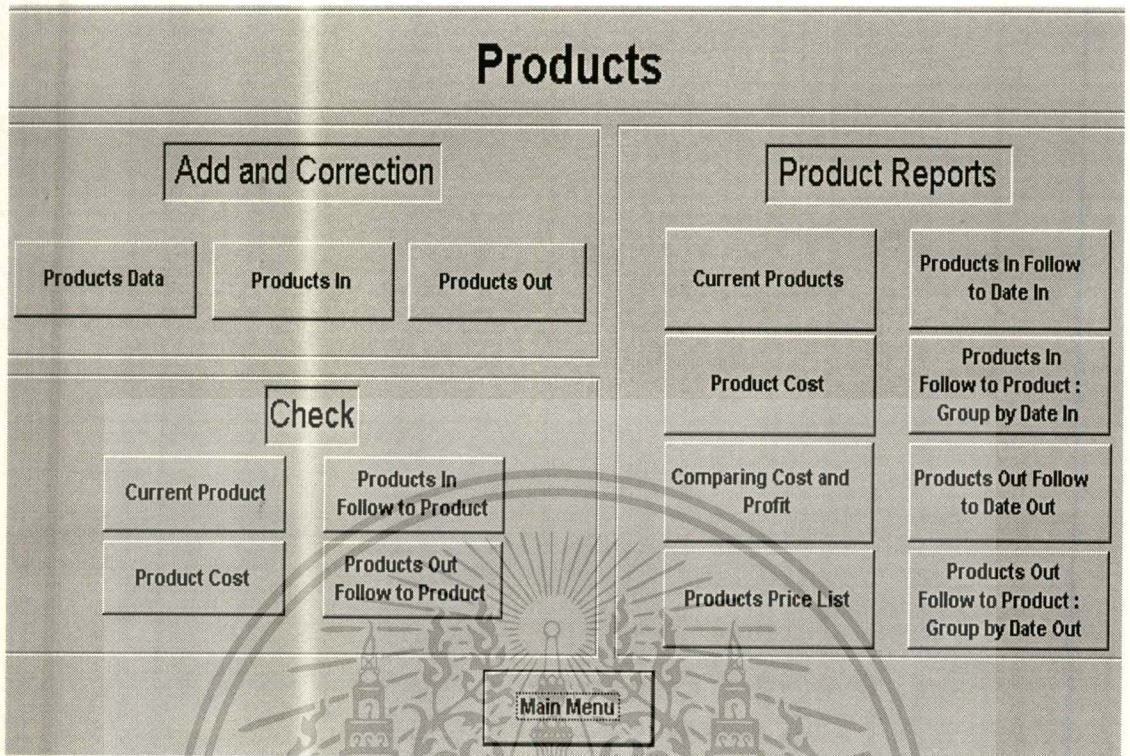 Products
Add and Correction
Products Data
Products In
Products Out
Check
Current Product
Products In
Follow to Product
Product Cost
Products Out
Follow to Product
Product Reports
Current Products
Products In Follow
to Date In
Product Cost
Products In
Follow to Product :
Group by Date In
Comparing Cost and
Profit
Products Out Follow
to Date Out
Products Price List
Products Out
Follow to Product :
Group by Date Out
Main Menu